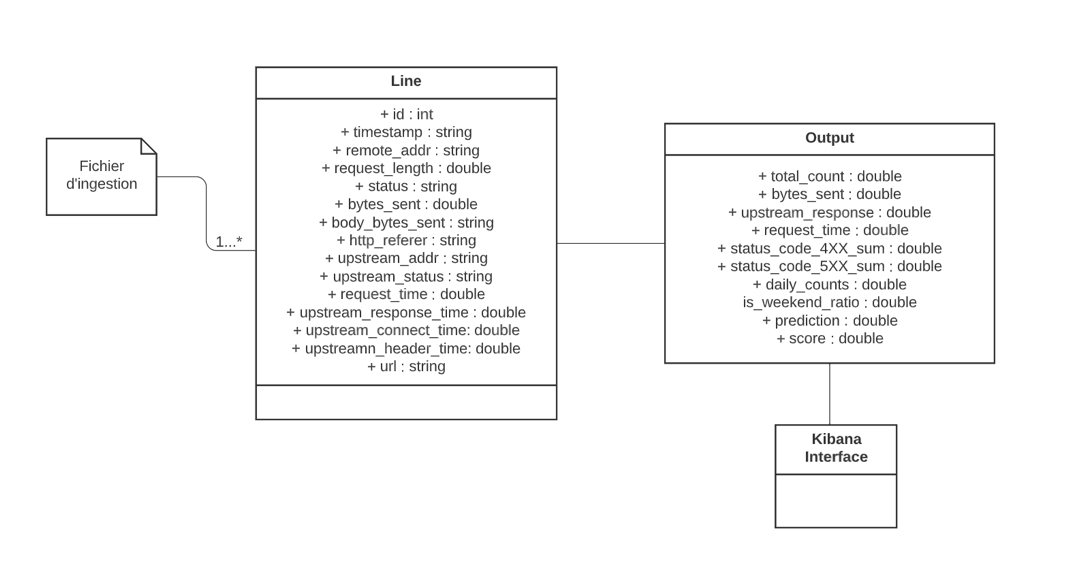 Fichier
d'ingestion
1...*
Line
+ id : int
+ timestamp : string
+ remote_addr : string
+ request_length : double
+ status : string
+ bytes_sent : double
+ body_bytes_sent : string
+ http_referer : string
+ upstream_addr : string
+ upstream_status : string
+ request_time : double
+ upstream_response_time : double
+ upstream_connect_time: double
+ upstreamn_header_time: double
+ url : string
Output
+ total_count : double
+ bytes_sent : double
+ upstream_response : double
+ request_time : double
+ status_code_4XX_sum : double
+ status_code_5XX_sum : double
+ daily_counts : double
is_weekend_ratio : double
+ prediction : double
+ score : double
Kibana
Interface